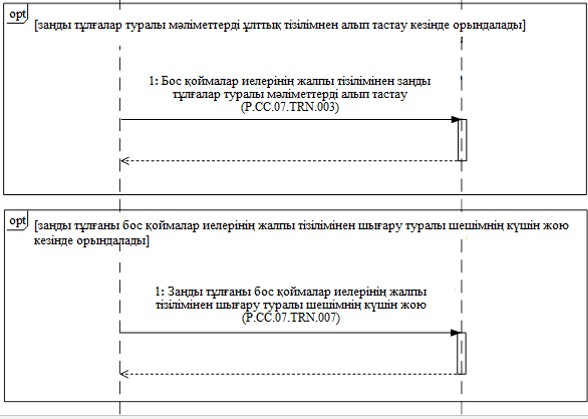 opt
[заңды тұлғалар туралы мәліметтерді ұлттық тізілімнен алып тастау кезінде орындалады]
1: Бос қоймалар иелерінің жалпы тізілімінен заңды
тұлғалар туралы мәліметтерді алып тастау
(P.CC.07.TRN.003)
opt
[заңды тұлғаны бос қоймалар иелерінің жалпы тізілімінен шығару туралы шешімнің күшін жою
кезінде орындалады]
1: Заңды тұлғаны бос қоймалар иелерінің жалпы
тізілімінен шығару туралы шешімнің күшін жою
(P.CC.07.TRN.007)